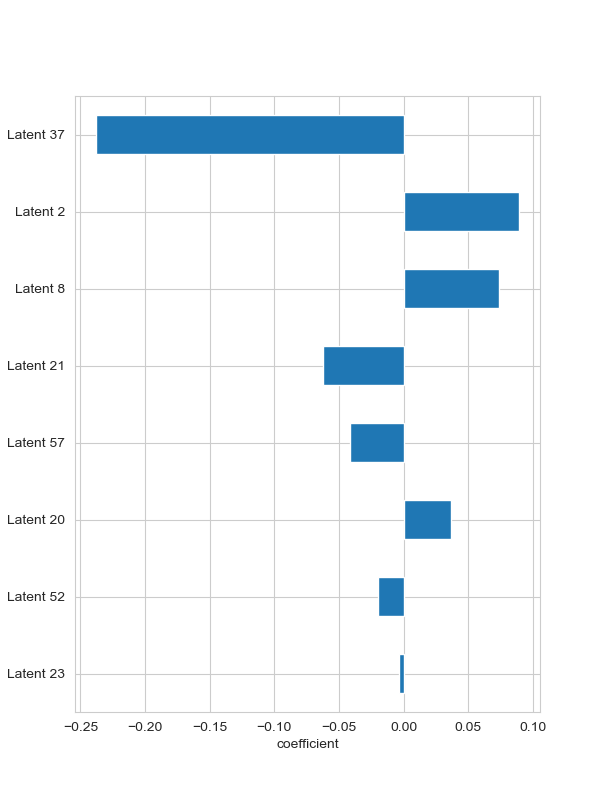 Latent 37
Latent 2
Latent 8
Latent 21
Latent 57
Latent 20
Latent 52
Latent 23
−0.25 −0.20 −0.15 −0.10 −0.05 0.00 0.05 0.10
coefficient